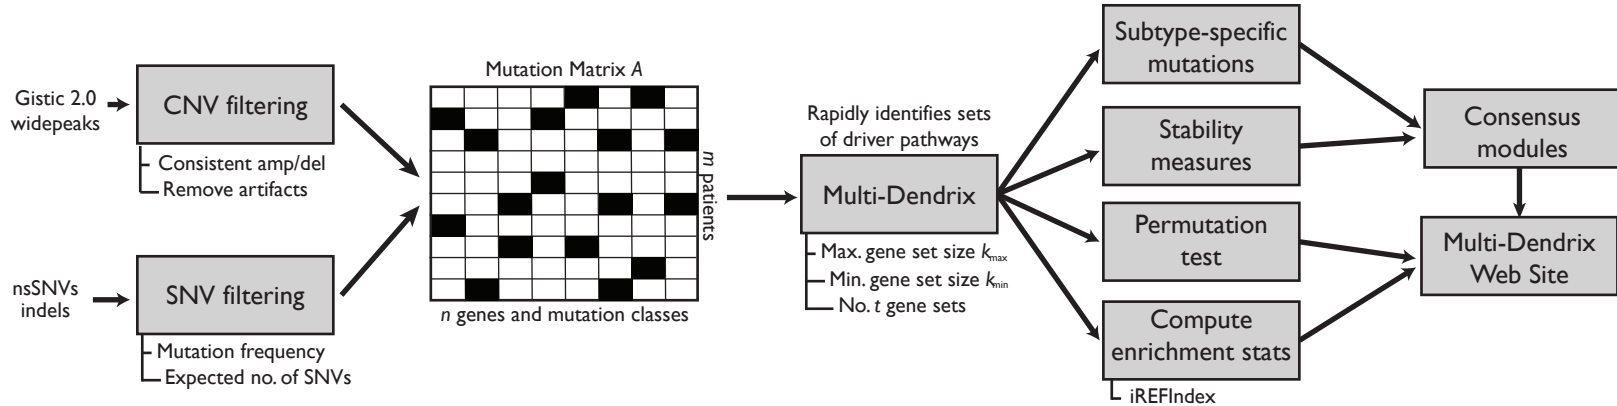 Gistic 2.0
widepeaks
CNV filtering
Consistent amp/del
Remove artifacts
nsSNVs
indels
SNV filtering
Mutation frequency
Expected no. of SNVs
Mutation Matrix A
m patients
n genes and mutation classes
Rapidly identifies sets
of driver pathways
Multi-Dendrix
Max. gene set size kmax
Min. gene set size kmin
No. t gene sets
Subtype-specific
mutations
Stability
measures
Permutation
test
Compute
enrichment stats
iREFIndex
Consensus
modules
Multi-Dendrix
Web Site